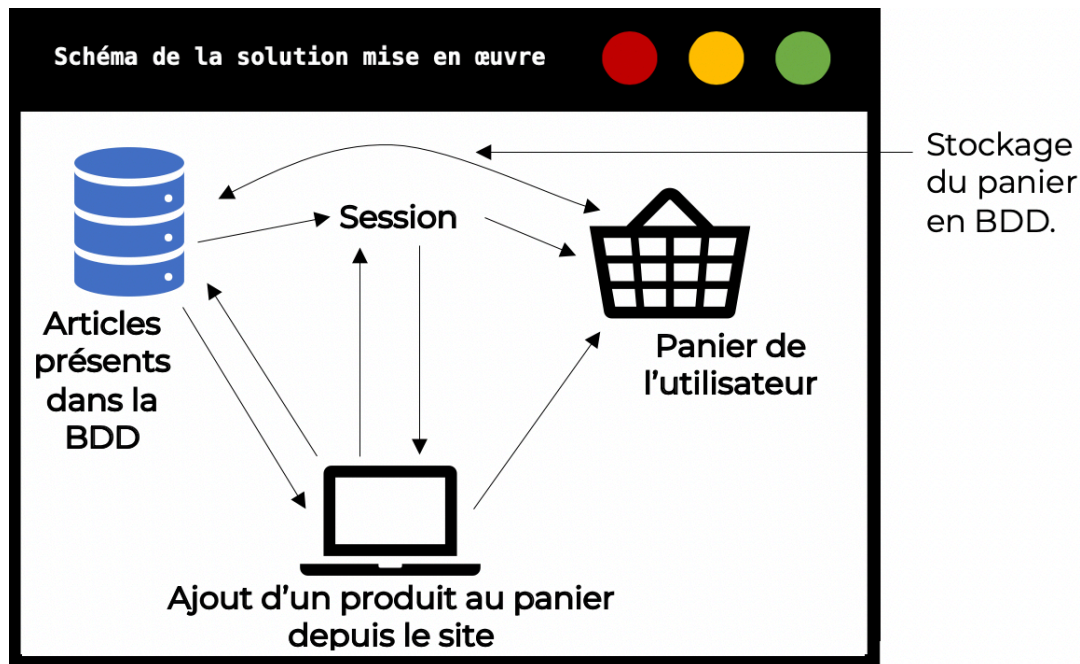 Schéma de la solution mise en œuvre
Stockage
du panier
en BDD.
Session
Articles
présents
dans la
BDD
Panier de
l’utilisateur
Ajout d’un produit au panier
depuis le site